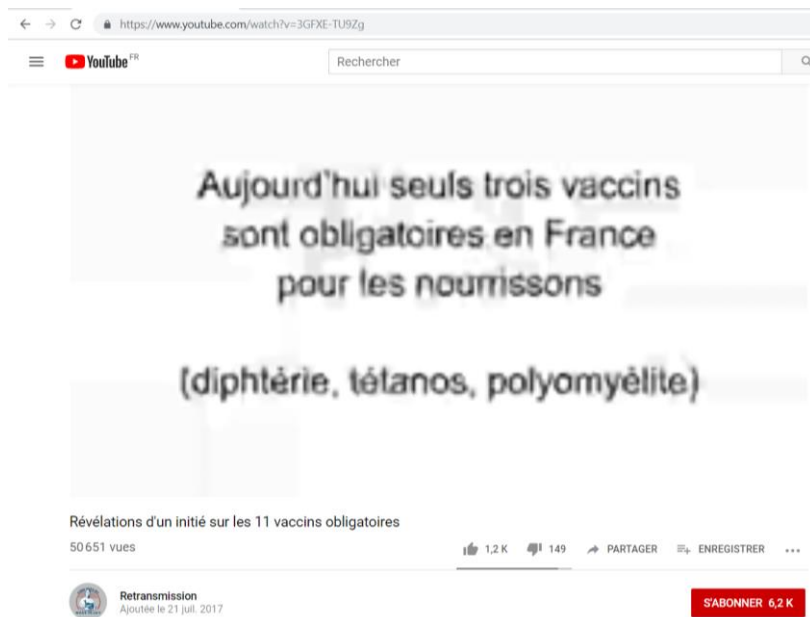 https://www.youtube.com/watch?v=3GFXE-TU9Zg
YouTube FR
Rechercher
Aujourd'hui seuls trois vaccins
sont obligatoires en France
pour les nourrissons
(diphtérie, tétanos, polyomyélite)
Révélations d'un initié sur les 11 vaccins obligatoires
50 651 vues
1,2 K
149
PARTAGER
ENREGISTRER
Retransmission
Ajoutée le 21 juil. 2017
S'ABONNER 6,2 K